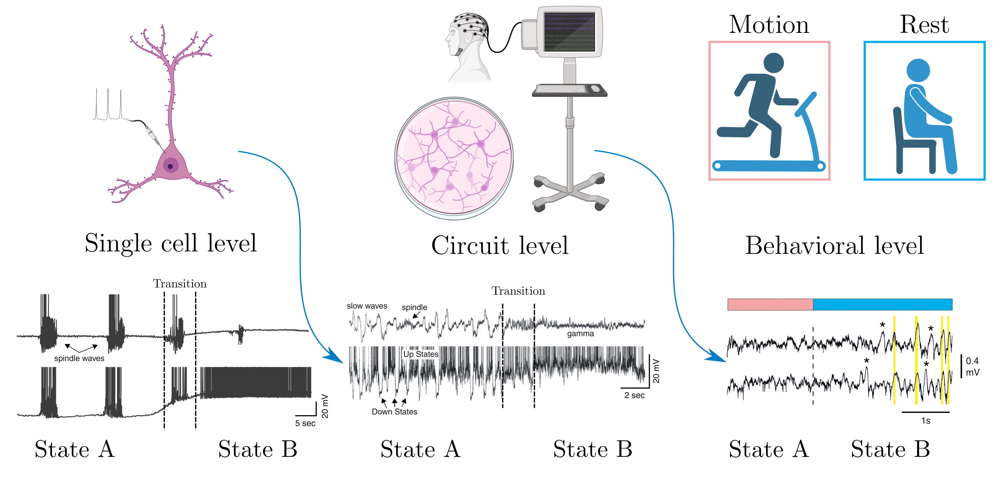 Motion
Rest
Single cell level
Circuit level
Behavioral level
Transition
spindle waves
20 mV
5 sec
State A
State B
Transition
slow waves
spindle
gamma
Up States
Down States
20 mV
2 sec
State A
State B
*
*
*
*
0.4
mV
1s
State A
State B